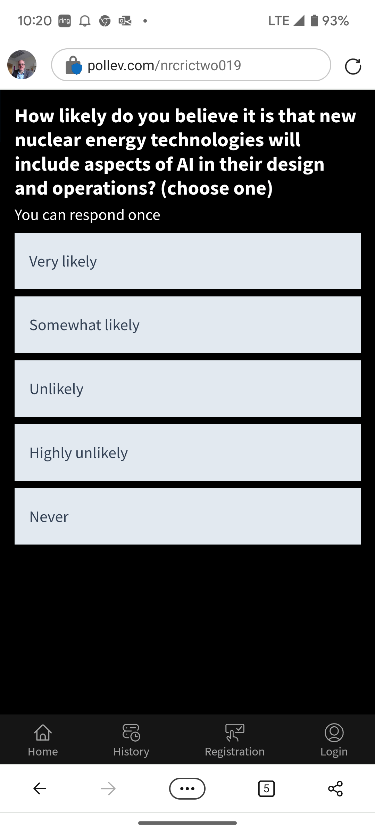 10:20 ring LTE 93%
pollev.com/nrcrictwo019
How likely do you believe it is that new
nuclear energy technologies will
include aspects of AI in their design
and operations? (choose one)
You can respond once
Very likely
Somewhat likely
Unlikely
Highly unlikely
Never
Home History Registration Login
5